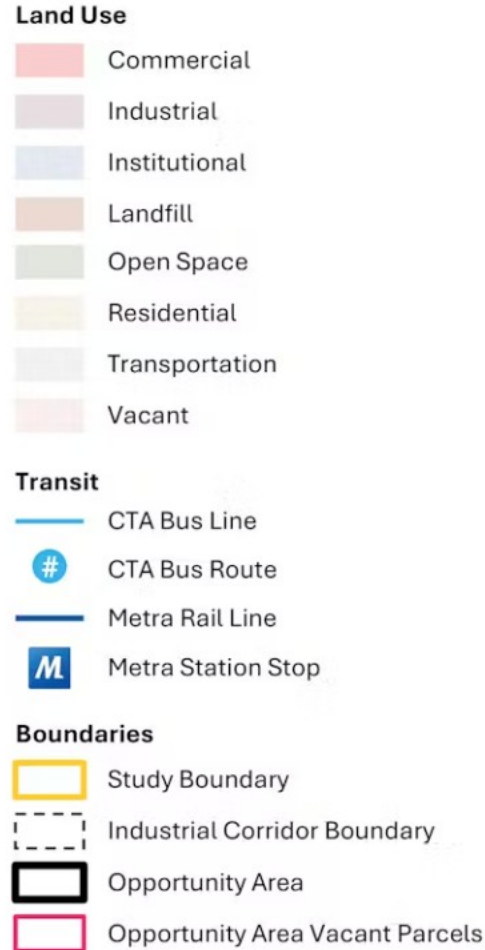 Land Use
Commercial
Industrial
Institutional
Landfill
Open Space
Residential
Transportation
Vacant
Transit
CTA Bus Line
# CTA Bus Route
Metra Rail Line
M Metra Station Stop
Boundaries
Study Boundary
Industrial Corridor Boundary
Opportunity Area
Opportunity Area Vacant Parcels